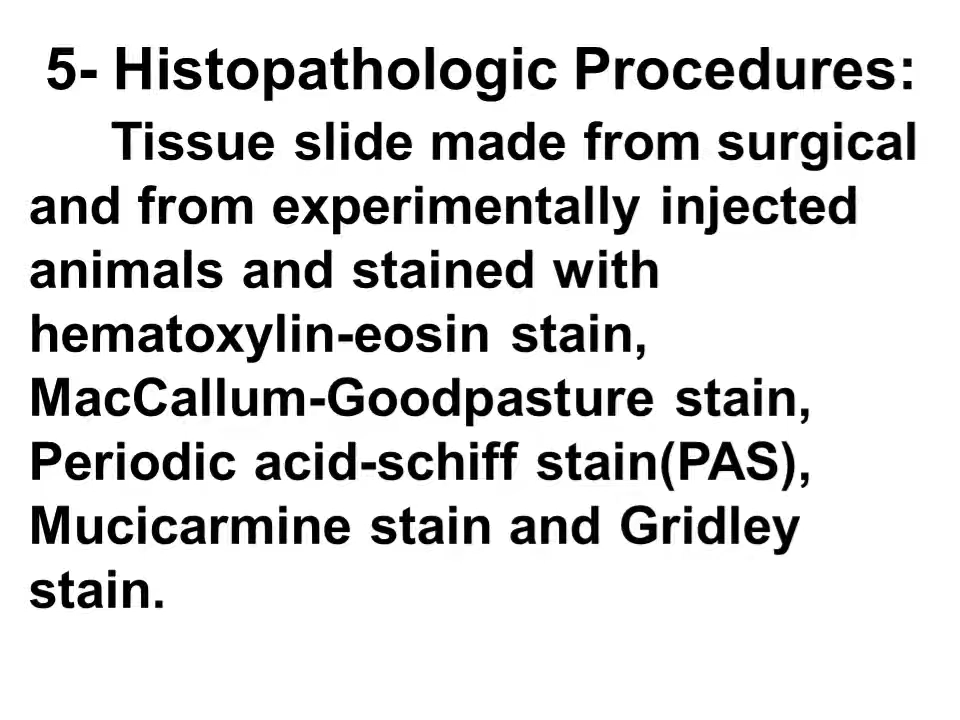 5- Histopathologic Procedures:
Tissue slide made from surgical
and from experimentally injected
animals and stained with
hematoxylin-eosin stain,
MacCallum-Goodpasture stain,
Periodic acid-schiff stain(PAS),
Mucicarmine stain and Gridley
stain.